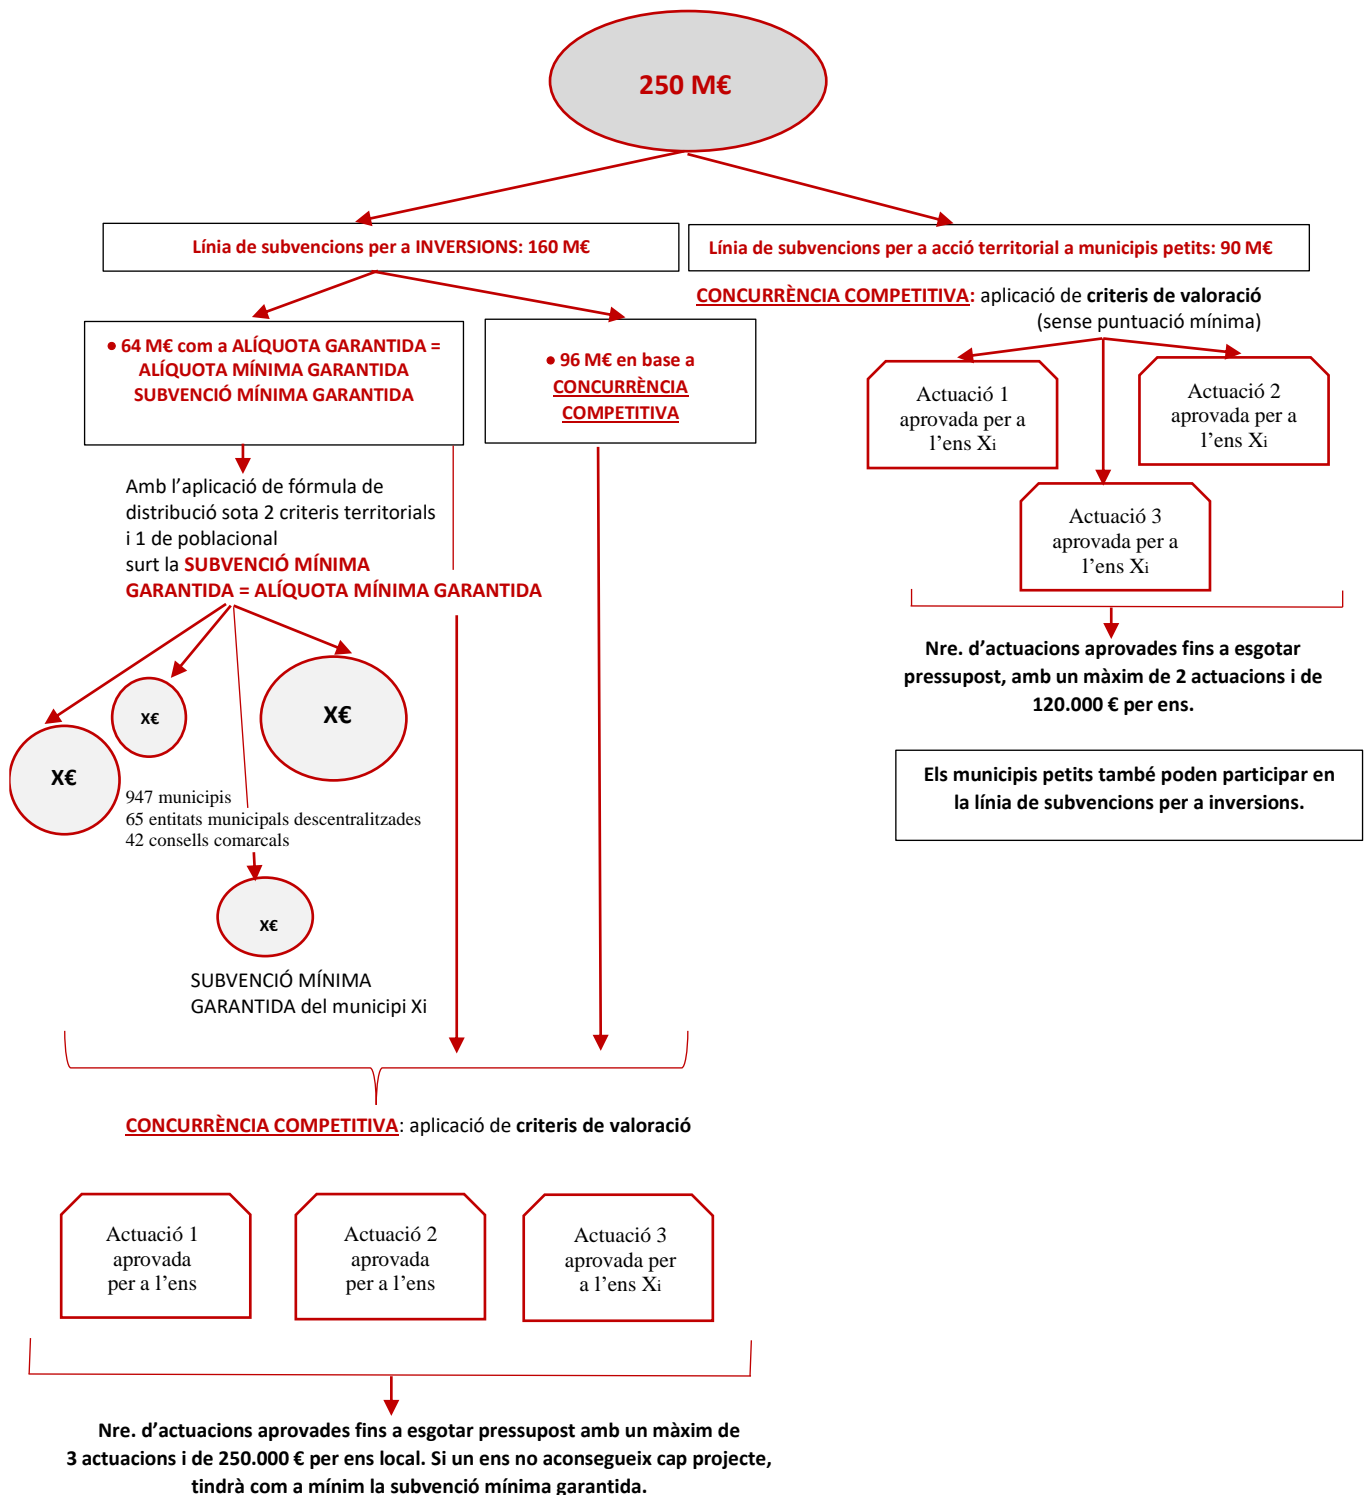 250 M€
Línia de subvencions per a INVERSIONS: 160 M€
Línia de subvencions per a acció territorial a municipis petits: 90 M€
CONCURRÈNCIA COMPETITIVA: aplicació de criteris de valoració
(sense puntuació mínima)
• 64 M€ com a ALÍQUOTA GARANTIDA =
ALÍQUOTA MÍNIMA GARANTIDA
SUBVENCIÓ MÍNIMA GARANTIDA
• 96 M€ en base a
CONCURRÈNCIA
COMPETITIVA
Actuació 1
aprovada per a
l’ens Xi
Actuació 2
aprovada per a
l’ens Xi
Actuació 3
aprovada per a
l’ens Xi
Amb l’aplicació de fórmula de
distribució sota 2 criteris territorials
i 1 de poblacional
surt la SUBVENCIÓ MÍNIMA
GARANTIDA = ALÍQUOTA MÍNIMA GARANTIDA
Nre. d’actuacions aprovades fins a esgotar
pressupost, amb un màxim de 2 actuacions i de
120.000 € per ens.
X€
X€
X€
947 municipis
65 entitats municipals descentralitzades
42 consells comarcals
Els municipis petits també poden participar en
la línia de subvencions per a inversions.
X€
SUBVENCIÓ MÍNIMA
GARANTIDA del municipi Xi
CONCURRÈNCIA COMPETITIVA: aplicació de criteris de valoració
Actuació 1
aprovada
per a l’ens
Actuació 2
aprovada
per a l’ens
Actuació 3
aprovada per
a l’ens Xi
Nre. d’actuacions aprovades fins a esgotar pressupost amb un màxim de
3 actuacions i de 250.000 € per ens local. Si un ens no aconsegueix cap projecte,
tindrà com a mínim la subvenció mínima garantida.